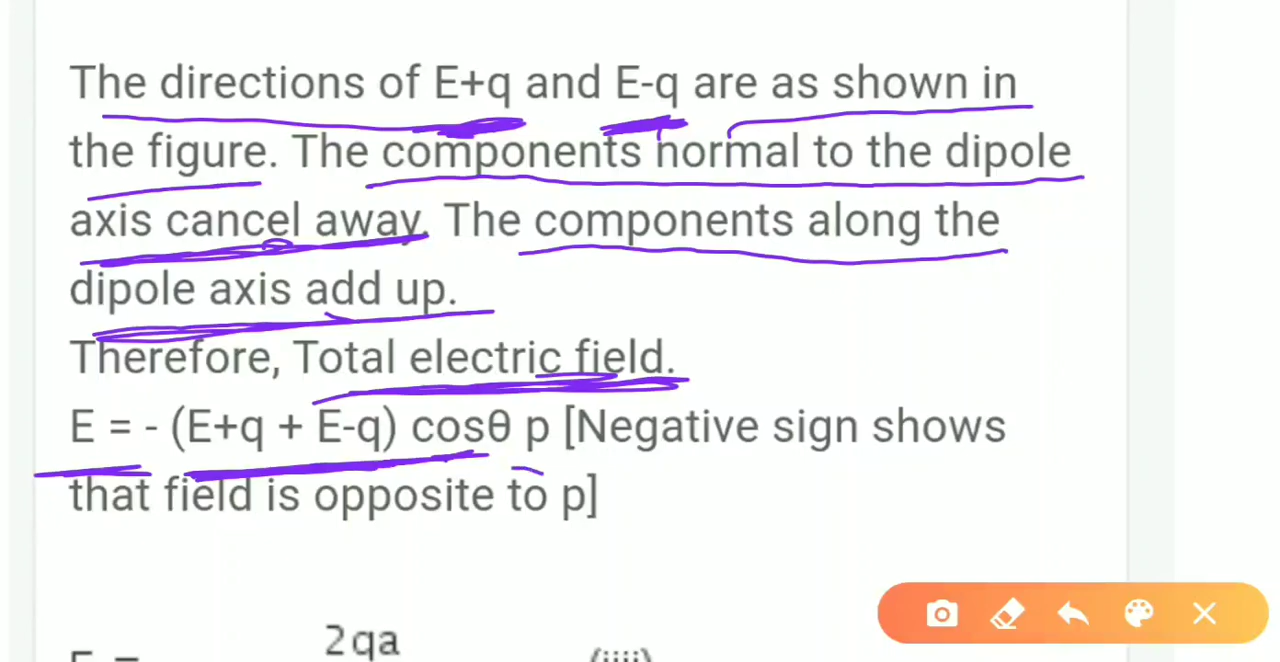 The directions of E+q and E-q are as shown in
the figure. The components normal to the dipole
axis cancel away. The components along the
dipole axis add up.
Therefore, Total electric field.
E = - (E+q + E-q) cosθ p [Negative sign shows
that field is opposite to p]
2qa
E =
(iiii)